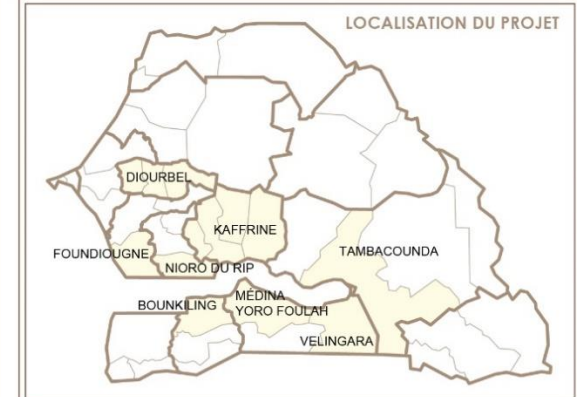 LOCALISATION DU PROJET
DIOURBEL
KAFFRINE
FOUNDIOUGNE
TAMBACOUNDA
NIORO DU RIP
MÉDINA
YORO FOULAH
BOUNKILING
VELINGARA